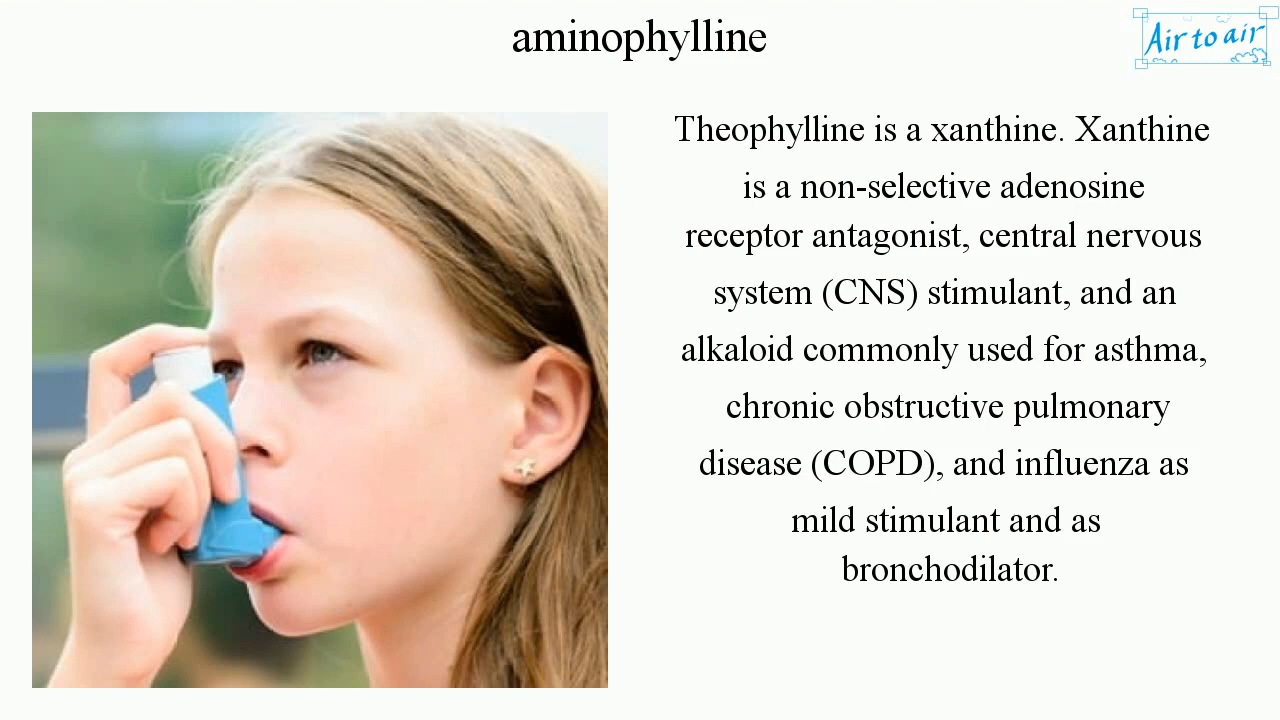 aminophylline
Air to air
Theophylline is a xanthine. Xanthine
is a non-selective adenosine
receptor antagonist, central nervous
system (CNS) stimulant, and an
alkaloid commonly used for asthma,
chronic obstructive pulmonary
disease (COPD), and influenza as
mild stimulant and as
bronchodilator.